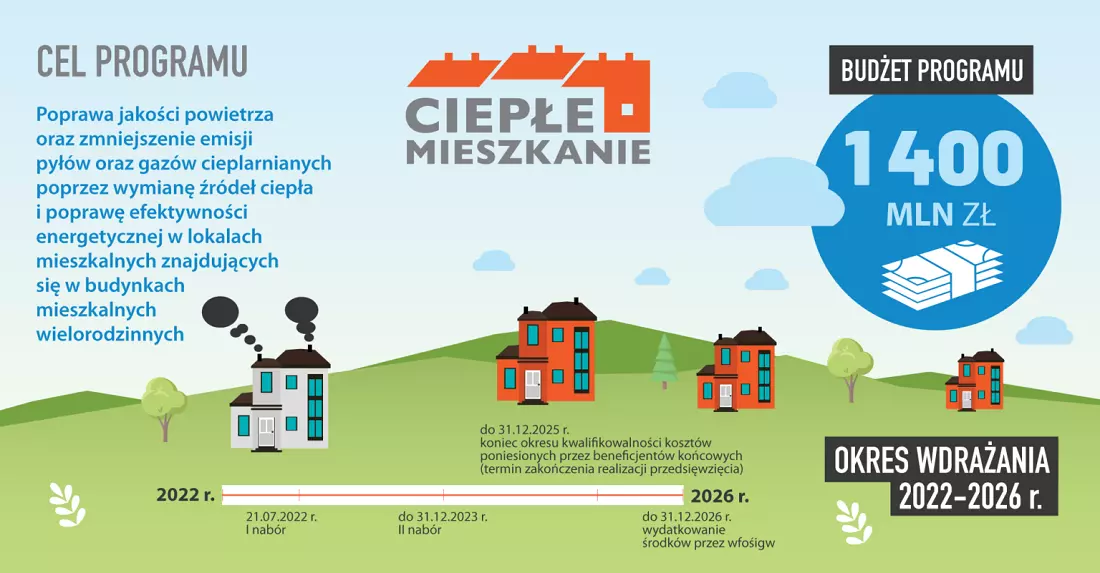 CEL PROGRAMU
Poprawa jakości powietrza
oraz zmniejszenie emisji
pyłów oraz gazów cieplarnianych
poprzez wymianę źródeł ciepła
i poprawę efektywności
energetycznej w lokalach
mieszkalnych znajdujących
się w budynkach
mieszkalnych
wielorodzinnych
CIEPŁE
MIESZKANIE
BUDŻET PROGRAMU
1 400
MLN ZŁ
do 31.12.2025 r.
koniec okresu kwalifikowalności kosztów
poniesionych przez beneficjentów końcowych
(termin zakończenia realizacji przedsięwzięcia)
2022 r.
2026 r.
21.07.2022 r.
I nabór
do 31.12.2023 r.
II nabór
do 31.12.2026 r.
wydatkowanie
środków przez wfośigw
OKRES WDRAŻANIA
2022–2026 r.